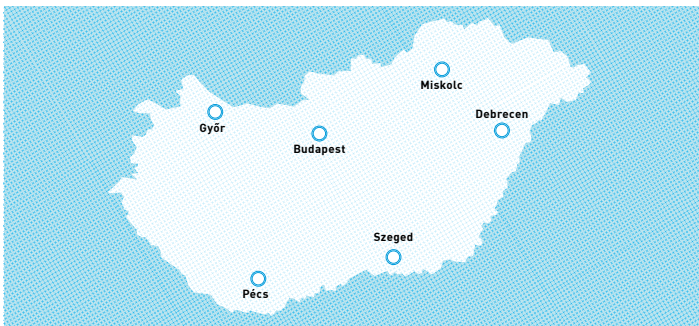 Miskolc
Debrecen
Győr
Budapest
Szeged
Pécs